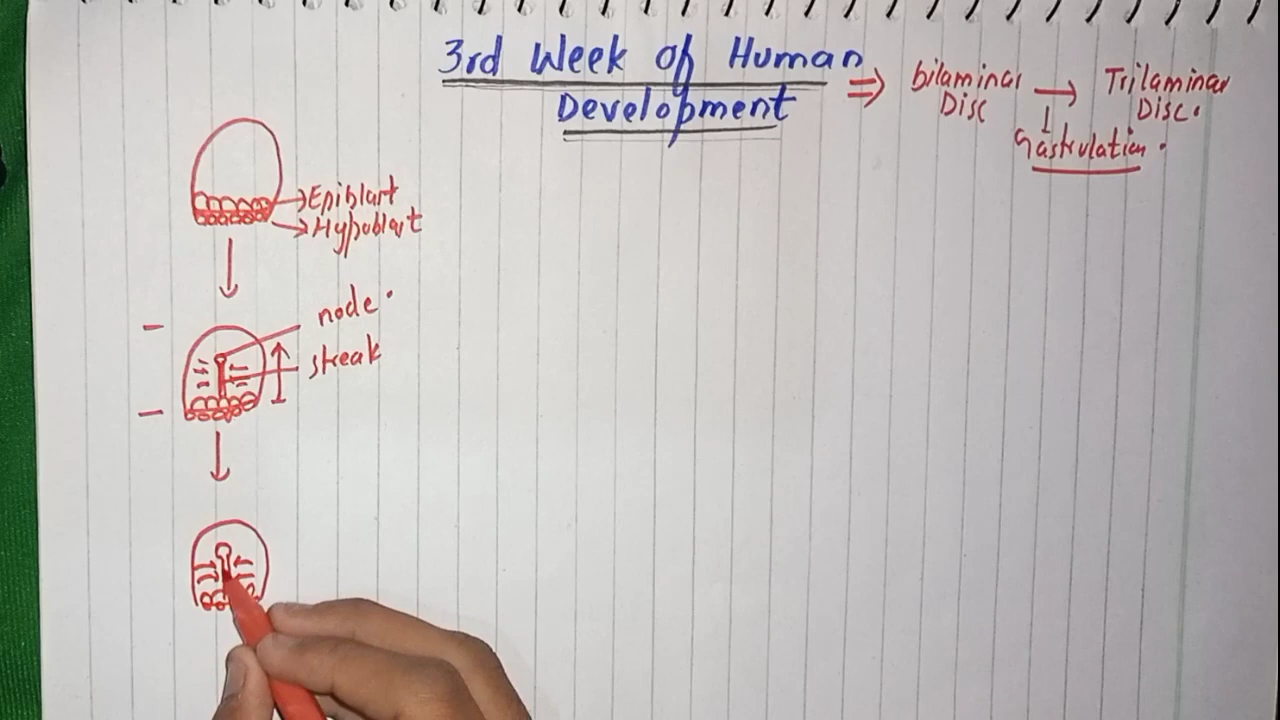 3rd Week of Human
Development
⇒ bilaminar → Trilaminar
Disc Disc.
Gastrulation.
→ Epiblast
→ Hypoblast
node.
streak